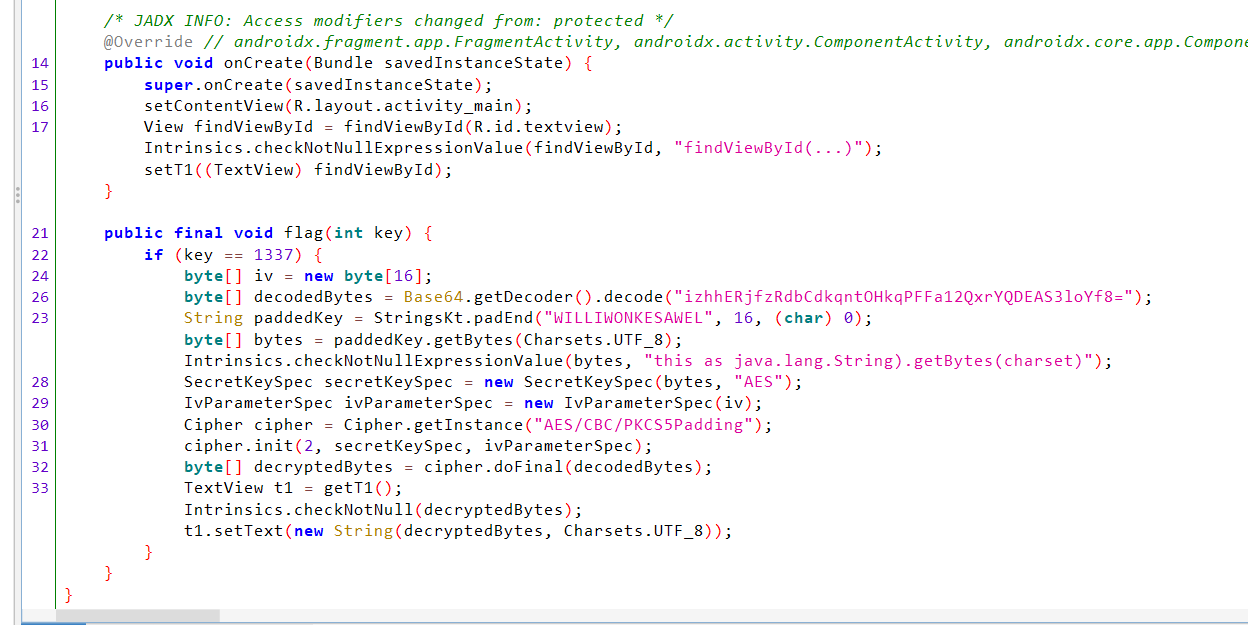 /* JADX INFO: Access modifiers changed from: protected */
@Override // androidx.fragment.app.FragmentActivity, androidx.activity.ComponentActivity, androidx.core.app.Compone
14 public void onCreate(Bundle savedInstanceState) {
15 super.onCreate(savedInstanceState);
16 setContentView(R.layout.activity_main);
17 View findViewById = findViewById(R.id.textview);
Intrinsics.checkNotNullExpressionValue(findViewById, "findViewById(...)");
setT1((TextView) findViewById);
}
21 public final void flag(int key) {
22 if (key == 1337) {
24 byte[] iv = new byte[16];
26 byte[] decodedBytes = Base64.getDecoder().decode("izhhERjfzRdbCdkqntOHkqPFFa12QxrYQDEAS3loYf8=");
23 String paddedKey = StringsKt.padEnd("WILLIWONKESAWEL", 16, (char) 0);
byte[] bytes = paddedKey.getBytes(Charsets.UTF_8);
Intrinsics.checkNotNullExpressionValue(bytes, "this as java.lang.String).getBytes(charset)");
28 SecretKeySpec secretKeySpec = new SecretKeySpec(bytes, "AES");
29 IvParameterSpec ivParameterSpec = new IvParameterSpec(iv);
30 Cipher cipher = Cipher.getInstance("AES/CBC/PKCS5Padding");
31 cipher.init(2, secretKeySpec, ivParameterSpec);
32 byte[] decryptedBytes = cipher.doFinal(decodedBytes);
33 TextView t1 = getT1();
Intrinsics.checkNotNull(decryptedBytes);
t1.setText(new String(decryptedBytes, Charsets.UTF_8));
}
}
}